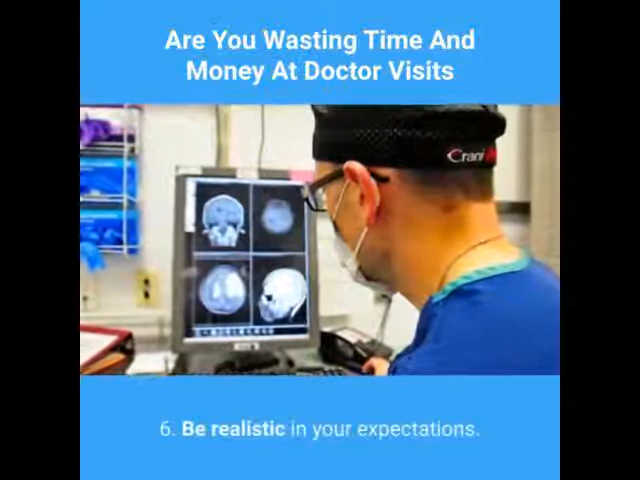 Are You Wasting Time And
Money At Doctor Visits
6. Be realistic in your expectations.